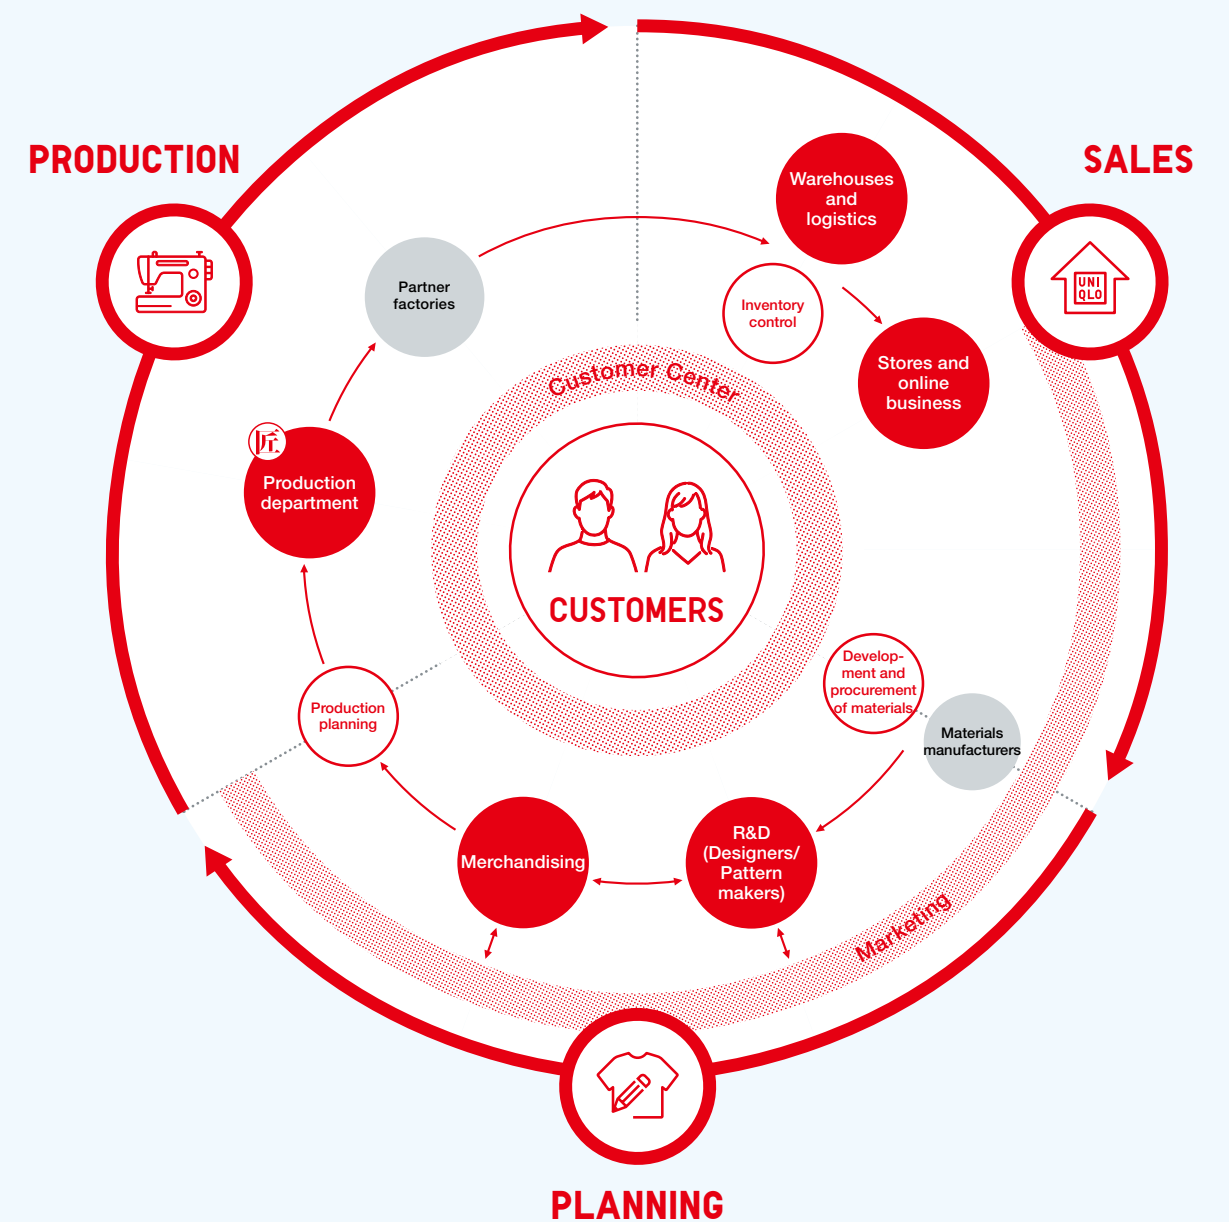 PRODUCTION
SALES
Warehouses
and
logistics
Partner
factories
UNI
QLO
Inventory
control
Stores and
online
business
Customer Center
匠
Production
department
CUSTOMERS
Develop-
ment and
procurement
of materials
Materials
manufacturers
Production
planning
Merchandising
R&D
(Designers/
Pattern
makers)
Marketing
PLANNING